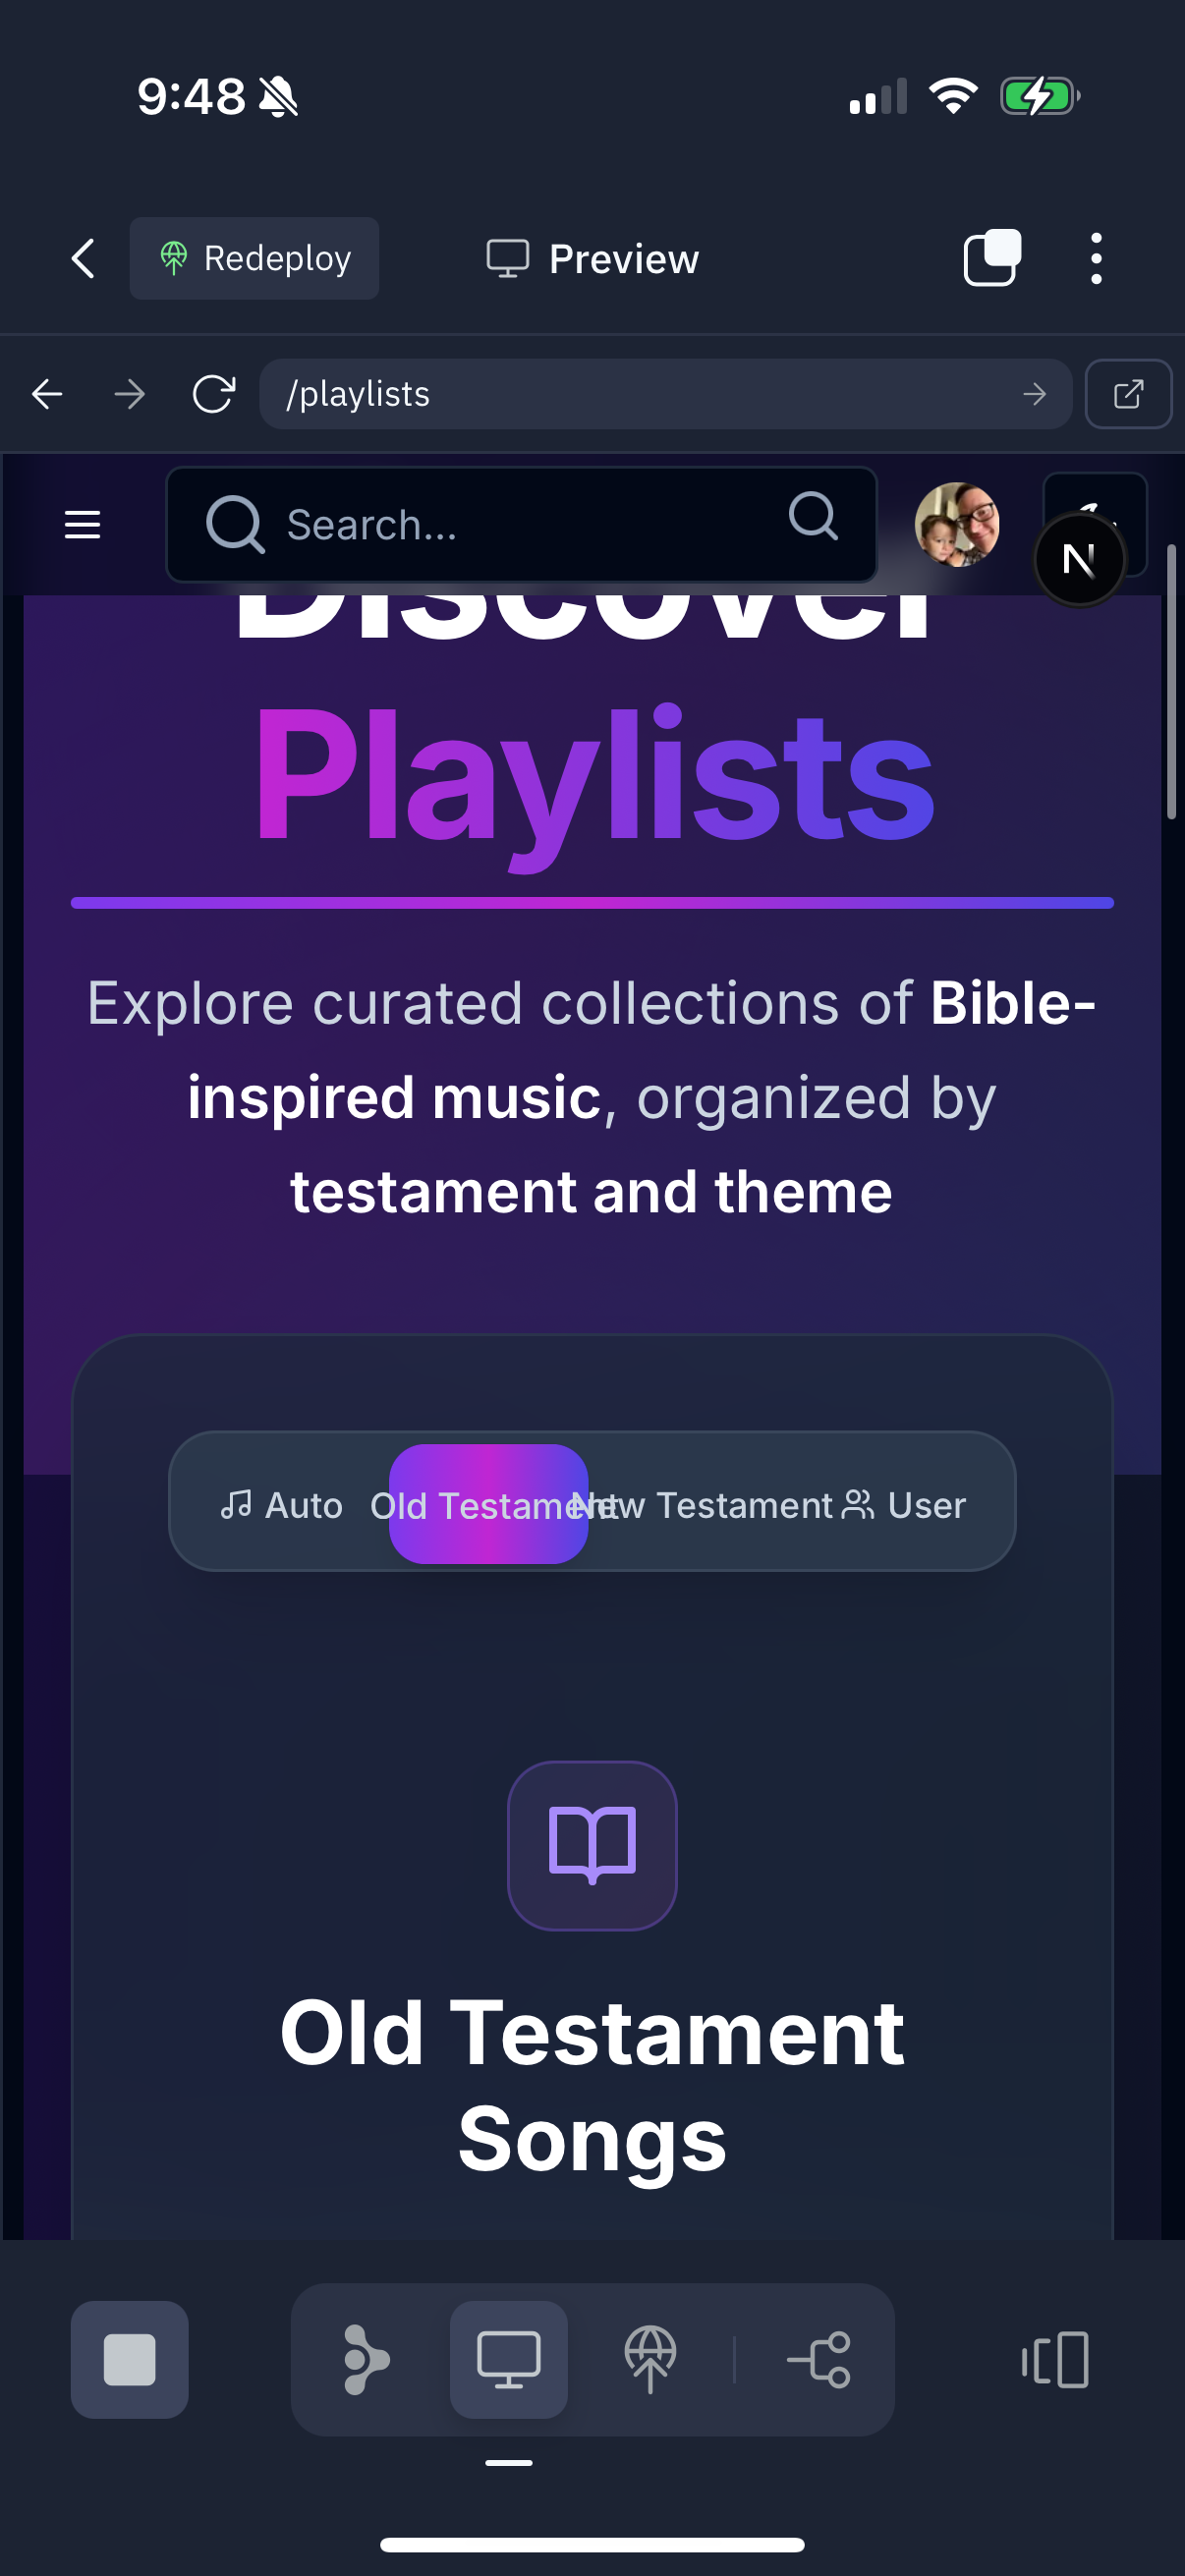 9:48
Redeploy
Preview
/playlists
Search...
N
Discover
Playlists
Explore curated collections of Bible-
inspired music, organized by
testament and theme
Auto Old Testament New Testament User
Old Testament
Songs